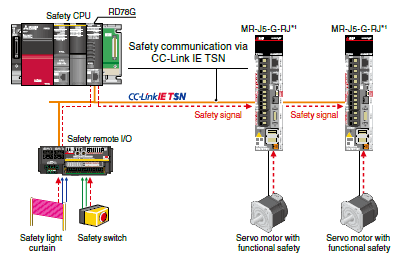 Safety CPU
RD78G
MR-J5-G-RJ*1
MR-J5-G-RJ*1
Safety communication via
CC-Link IE TSN
CC-Link IE TSN
Safety signal
Safety signal
Safety remote I/O
Safety light
curtain
Safety switch
Servo motor with
functional safety
Servo motor with
functional safety